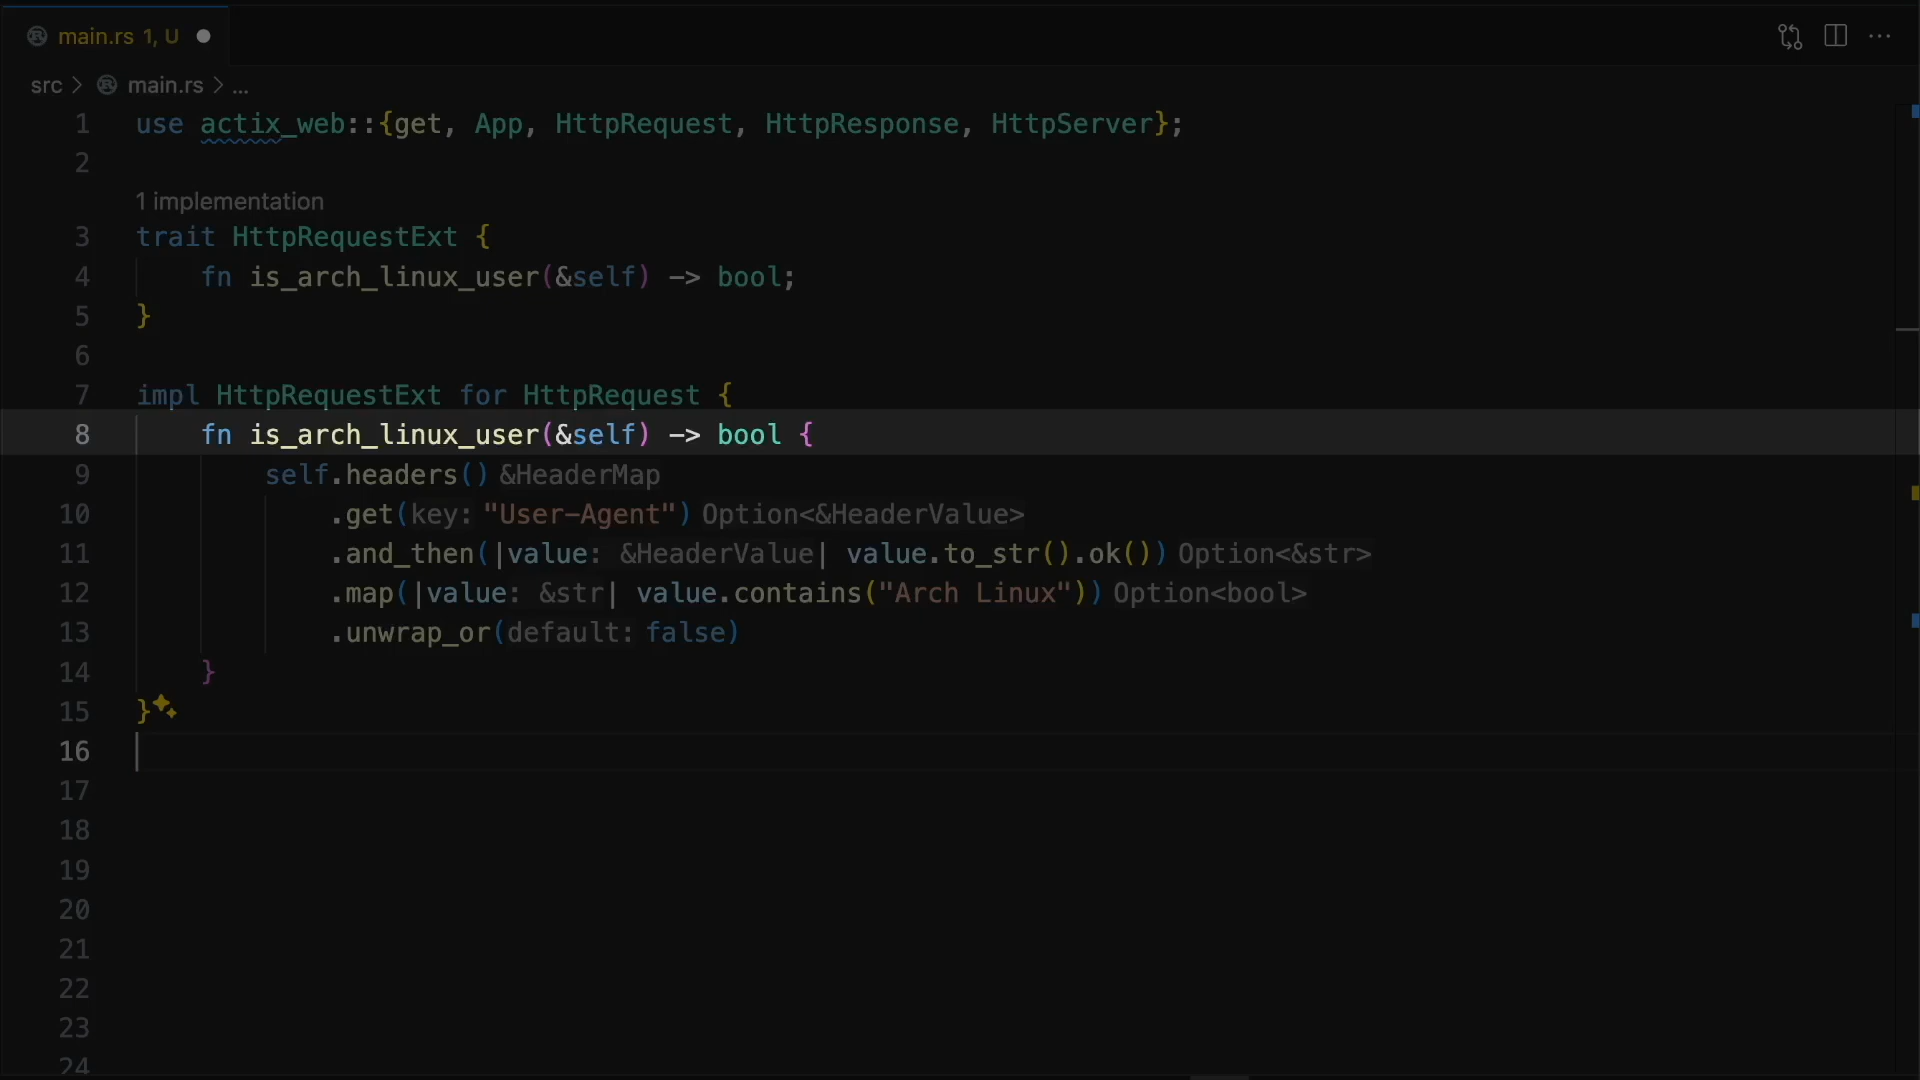 main.rs 1, U
src > main.rs > ...
1 use actix_web::{get, App, HttpRequest, HttpResponse, HttpServer};
2
1 implementation
3 trait HttpRequestExt {
4     fn is_arch_linux_user(&self) -> bool;
5 }
6
7 impl HttpRequestExt for HttpRequest {
8     fn is_arch_linux_user(&self) -> bool {
9         self.headers() &HeaderMap
10             .get(key: "User-Agent") Option<&HeaderValue>
11             .and_then(|value: &HeaderValue| value.to_str().ok()) Option<&str>
12             .map(|value: &str| value.contains("Arch Linux")) Option<bool>
13             .unwrap_or(default: false)
14     }
15 }
16
17
18
19
20
21
22
23
24